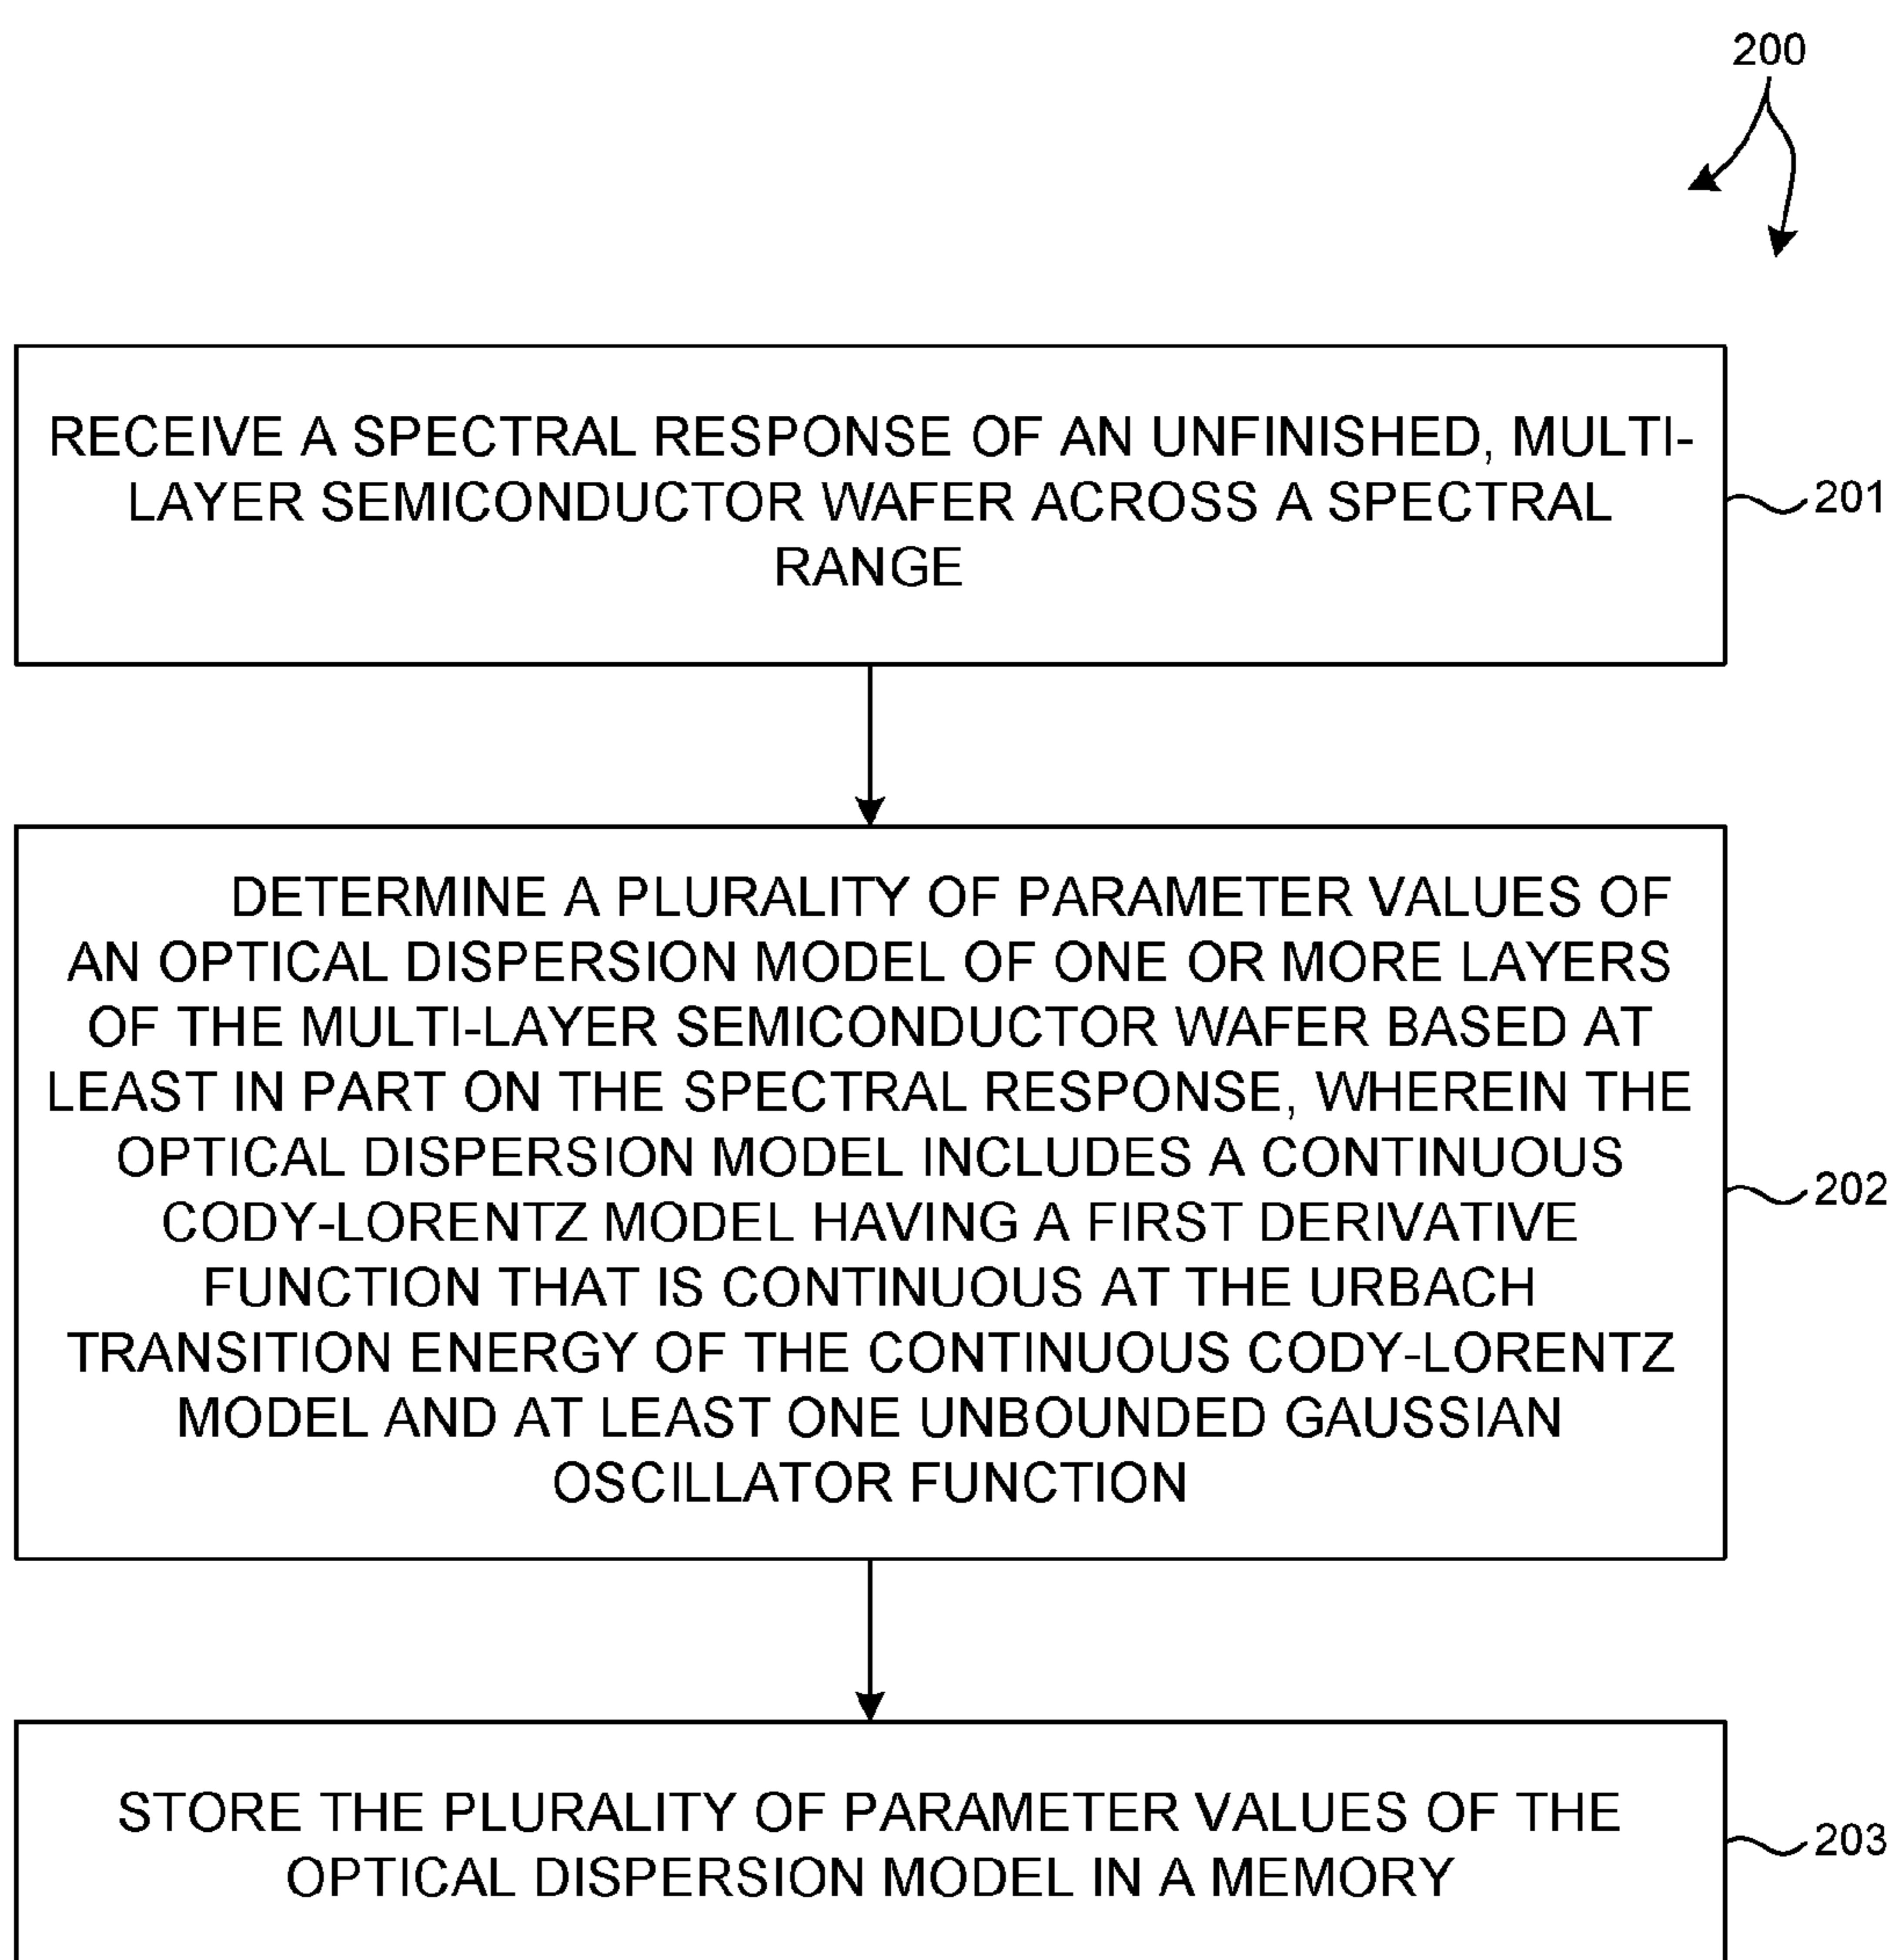 200
RECEIVE A SPECTRAL RESPONSE OF AN UNFINISHED, MULTI-
LAYER SEMICONDUCTOR WAFER ACROSS A SPECTRAL
RANGE
201
DETERMINE A PLURALITY OF PARAMETER VALUES OF
AN OPTICAL DISPERSION MODEL OF ONE OR MORE LAYERS
OF THE MULTI-LAYER SEMICONDUCTOR WAFER BASED AT
LEAST IN PART ON THE SPECTRAL RESPONSE, WHEREIN THE
OPTICAL DISPERSION MODEL INCLUDES A CONTINUOUS
CODY-LORENTZ MODEL HAVING A FIRST DERIVATIVE
FUNCTION THAT IS CONTINUOUS AT THE URBACH
TRANSITION ENERGY OF THE CONTINUOUS CODY-LORENTZ
MODEL AND AT LEAST ONE UNBOUNDED GAUSSIAN
OSCILLATOR FUNCTION
202
STORE THE PLURALITY OF PARAMETER VALUES OF THE
OPTICAL DISPERSION MODEL IN A MEMORY
203